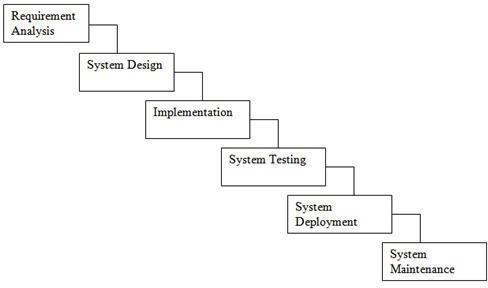 Requirement
Analysis
System Design
Implementation
System Testing
System
Deployment
System
Maintenance